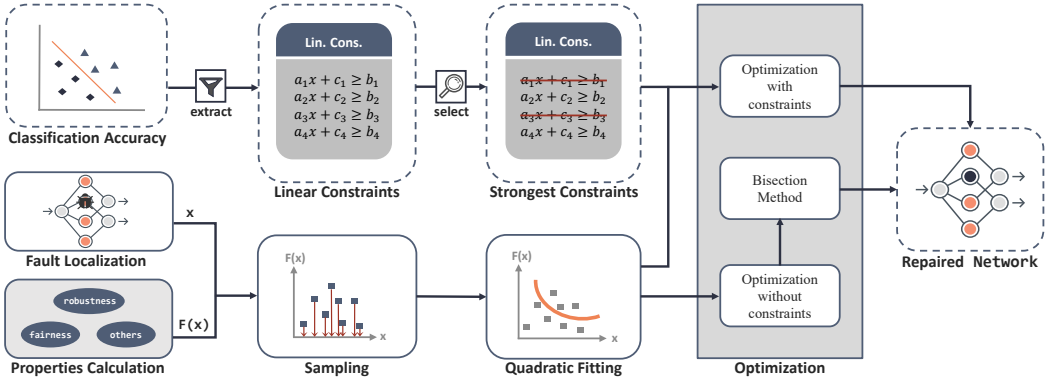 Classification Accuracy
extract
Lin. Cons.
a₁x + c₁ ≥ b₁
a₂x + c₂ ≥ b₂
a₃x + c₃ ≥ b₃
a₄x + c₄ ≥ b₄
Linear Constraints
select
Lin. Cons.
a₁x + c₁ ≥ b₁
a₂x + c₂ ≥ b₂
a₃x + c₃ ≥ b₃
a₄x + c₄ ≥ b₄
Strongest Constraints
Optimization
with
constraints
Bisection
Method
Optimization
without
constraints
Optimization
Repaired Network
Fault Localization
x
robustness
fairness
others
F(x)
Properties Calculation
F(x)
x
Sampling
F(x)
x
Quadratic Fitting